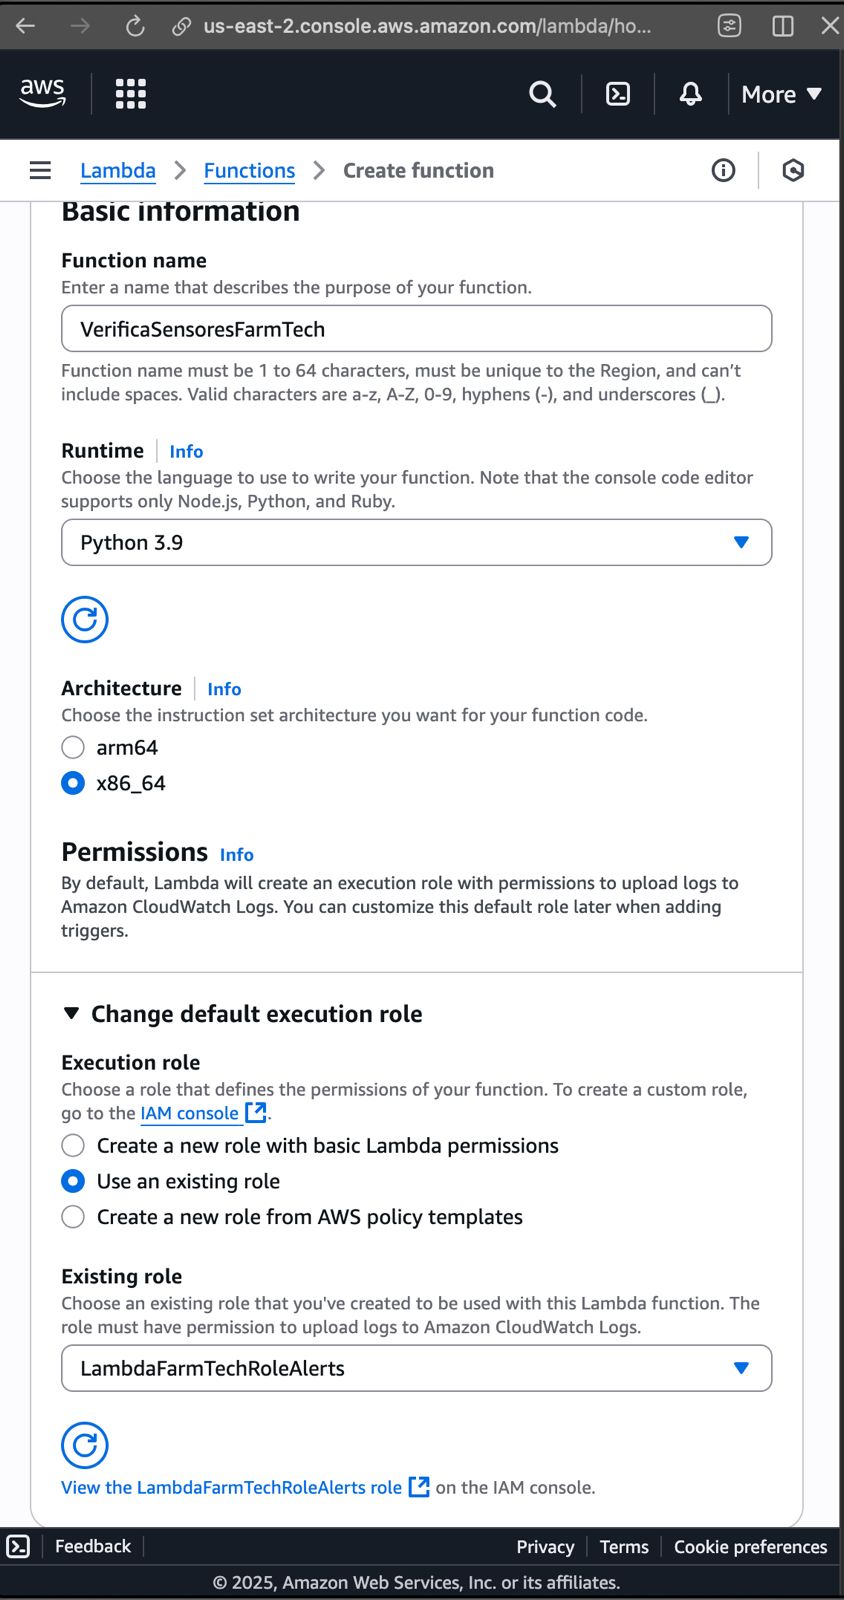 us-east-2.console.aws.amazon.com/lambda/ho...
aws
More
Lambda > Functions > Create function
Basic information
Function name
Enter a name that describes the purpose of your function.
VerificaSensoresFarmTech
Function name must be 1 to 64 characters, must be unique to the Region, and can’t
include spaces. Valid characters are a-z, A-Z, 0-9, hyphens (-), and underscores (_).
Runtime | Info
Choose the language to use to write your function. Note that the console code editor
supports only Node.js, Python, and Ruby.
Python 3.9
Architecture | Info
Choose the instruction set architecture you want for your function code.
arm64
x86_64
Permissions Info
By default, Lambda will create an execution role with permissions to upload logs to
Amazon CloudWatch Logs. You can customize this default role later when adding
triggers.
Change default execution role
Execution role
Choose a role that defines the permissions of your function. To create a custom role,
go to the IAM console.
Create a new role with basic Lambda permissions
Use an existing role
Create a new role from AWS policy templates
Existing role
Choose an existing role that you've created to be used with this Lambda function. The
role must have permission to upload logs to Amazon CloudWatch Logs.
LambdaFarmTechRoleAlerts
View the LambdaFarmTechRoleAlerts role on the IAM console.
Feedback Privacy Terms Cookie preferences
© 2025, Amazon Web Services, Inc. or its affiliates.